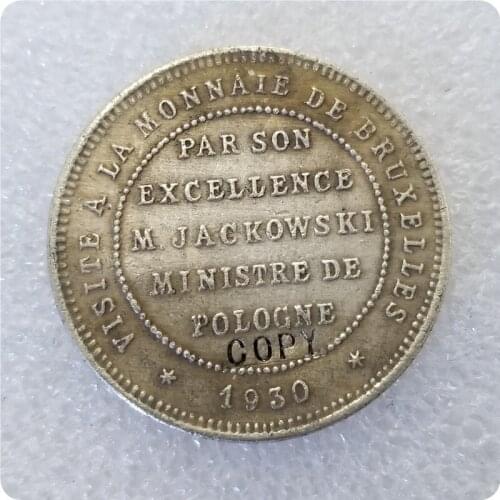 VISITE A LA MONNAIE DE BRUXELLES
PAR SON
EXCELLENCE
M. JACKOWSKI
MINISTRE DE
POLOGNE
COPY
* 1930 *